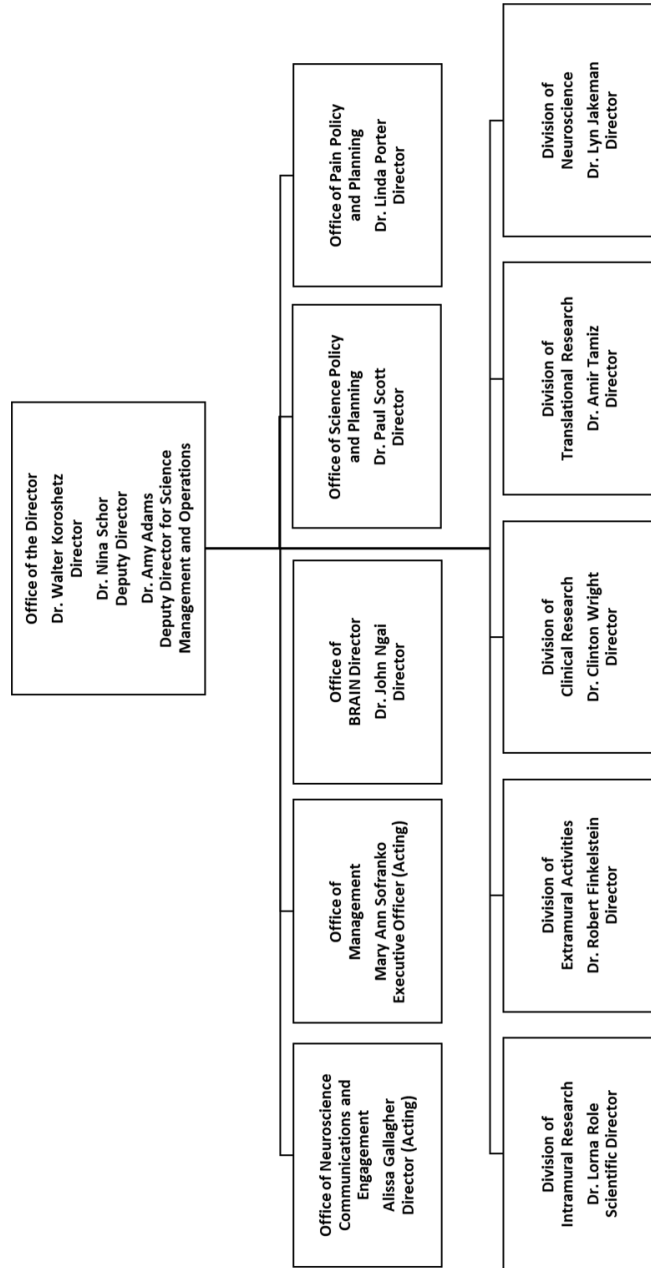 Office of the Director
Dr. Walter Koroshetz
Director
Dr. Nina Schor
Deputy Director
Dr. Amy Adams
Deputy Director for Science
Management and Operations
Office of Neuroscience
Communications and
Engagement
Alissa Gallagher
Director (Acting)
Office of
Management
Mary Ann Sofranko
Executive Officer (Acting)
Office of
BRAIN Director
Dr. John Ngai
Director
Office of Science Policy
and Planning
Dr. Paul Scott
Director
Office of Pain Policy
and Planning
Dr. Linda Porter
Director
Division of
Intramural Research
Dr. Lorna Role
Scientific Director
Division of
Extramural Activities
Dr. Robert Finkelstein
Director
Division of
Clinical Research
Dr. Clinton Wright
Director
Division of
Translational Research
Dr. Amir Tamiz
Director
Division of
Neuroscience
Dr. Lyn Jakeman
Director